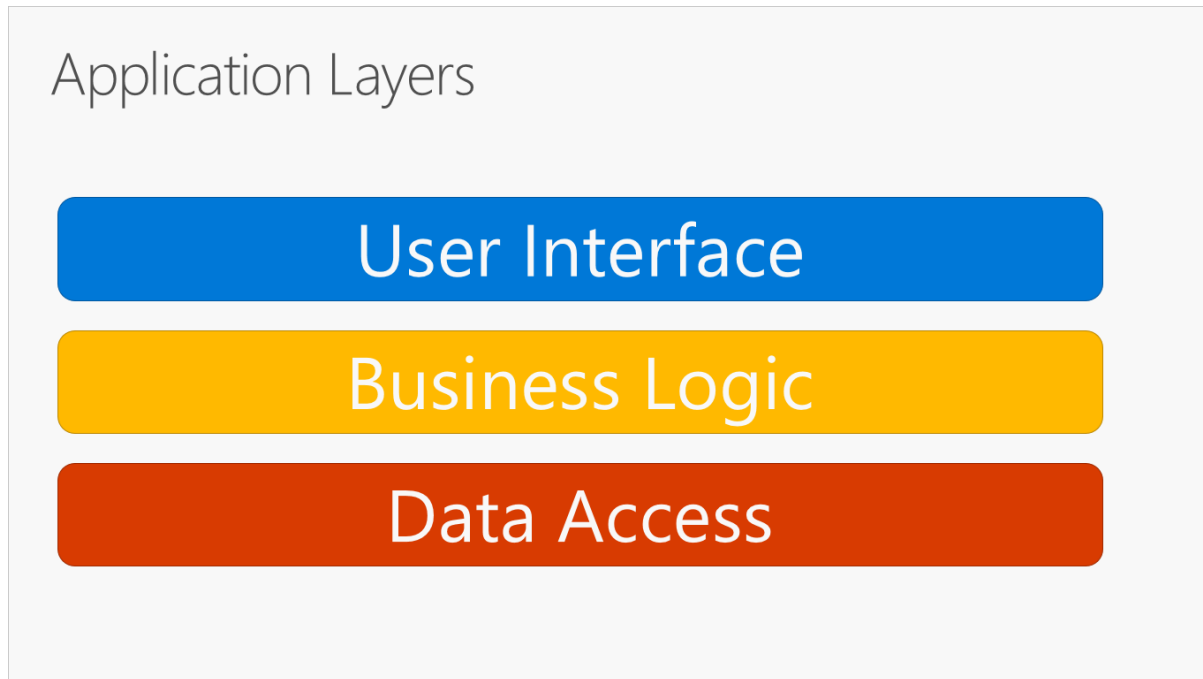 Application Layers
User Interface
Business Logic
Data Access